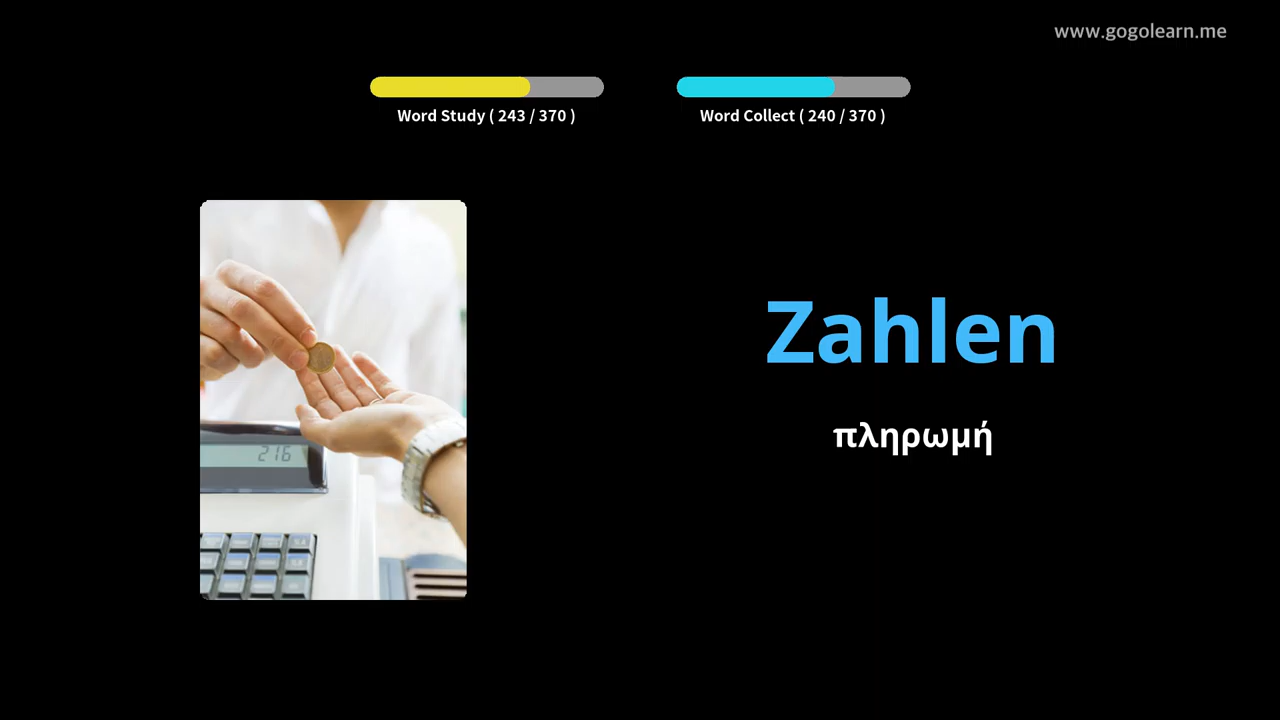 www.gogolearn.me
Word Study ( 243 / 370 )
Word Collect ( 240 / 370 )
Zahlen
πληρωμή
216